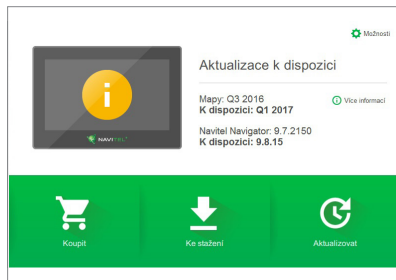 Možnosti
Aktualizace k dispozici
Mapy: Q3 2016
K dispozici: Q1 2017
Více informací
Navitel Navigator: 9.7.2150
K dispozici: 9.8.15
NAVITEL
Koupit
Ke stažení
Aktualizovat